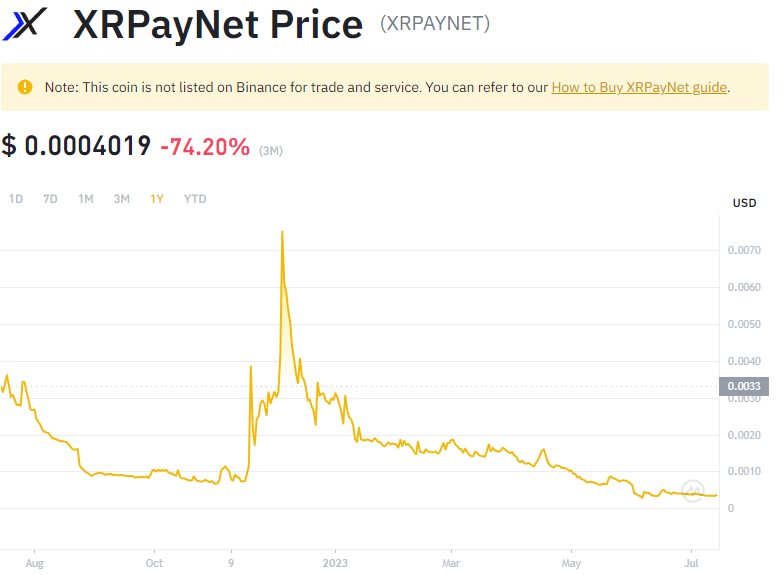 XRPayNet Price (XRPAYNET)
Note: This coin is not listed on Binance for trade and service. You can refer to our How to Buy XRPayNet guide.
$ 0.0004019 -74.20% (3M)
1D 7D 1M 3M 1Y YTD
USD
0.0070
0.0060
0.0050
0.0040
0.0033
0.0030
0.0020
0.0010
0
Aug Oct 9 2023 Mar May Jul